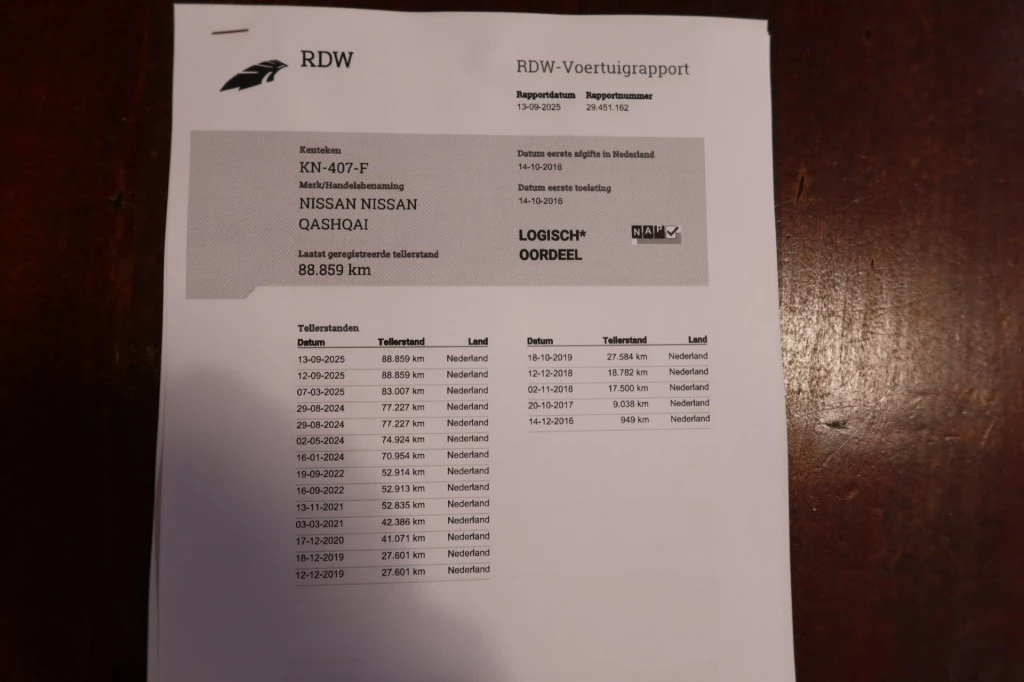 RDW
RDW-Voertuigrapport
Rapportdatum Rapportnummer
13-09-2025 29.451.162
Kenteken
KN-407-F
Merk/Handelsbenaming
NISSAN NISSAN
QASHQAI
Laatst geregistreerde tellerstand
88.859 km
Datum eerste afgifte in Nederland
14-10-2016
Datum eerste toelating
14-10-2016
LOGISCH*
OORDEEL
NAP
Tellerstanden
Datum Tellerstand Land
13-09-2025 88.859 km Nederland
12-09-2025 88.859 km Nederland
07-03-2025 83.007 km Nederland
29-08-2024 77.227 km Nederland
29-08-2024 77.227 km Nederland
02-05-2024 74.924 km Nederland
16-01-2024 70.954 km Nederland
19-09-2022 52.914 km Nederland
16-09-2022 52.913 km Nederland
13-11-2021 52.835 km Nederland
03-03-2021 42.386 km Nederland
17-12-2020 41.071 km Nederland
18-12-2019 27.601 km Nederland
12-12-2019 27.601 km Nederland
Datum Tellerstand Land
18-10-2019 27.584 km Nederland
12-12-2018 18.782 km Nederland
02-11-2018 17.500 km Nederland
20-10-2017 9.038 km Nederland
14-12-2016 949 km Nederland